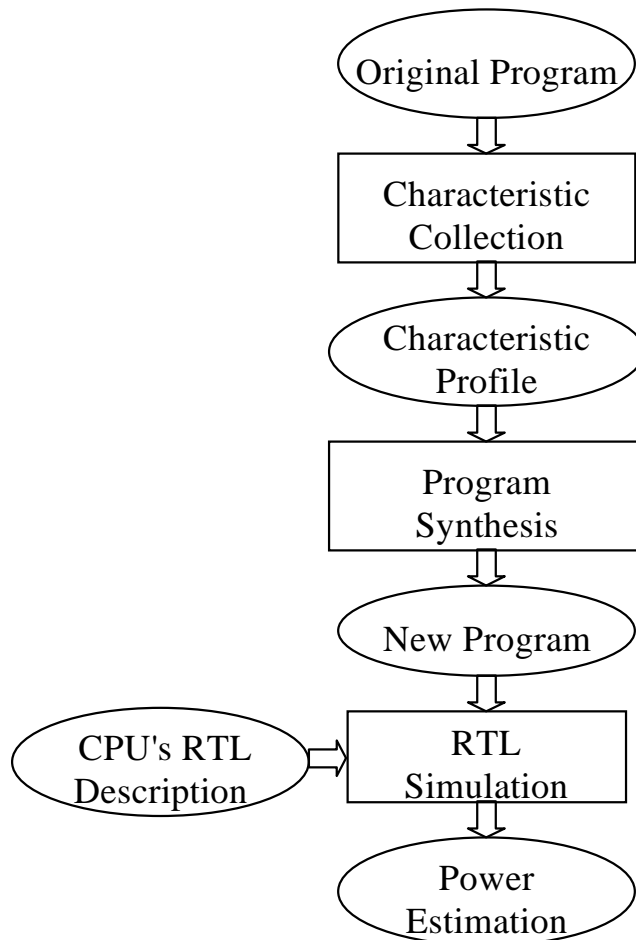 Original Program
Characteristic
Collection
Characteristic
Profile
Program
Synthesis
New Program
CPU's RTL
Description
RTL
Simulation
Power
Estimation